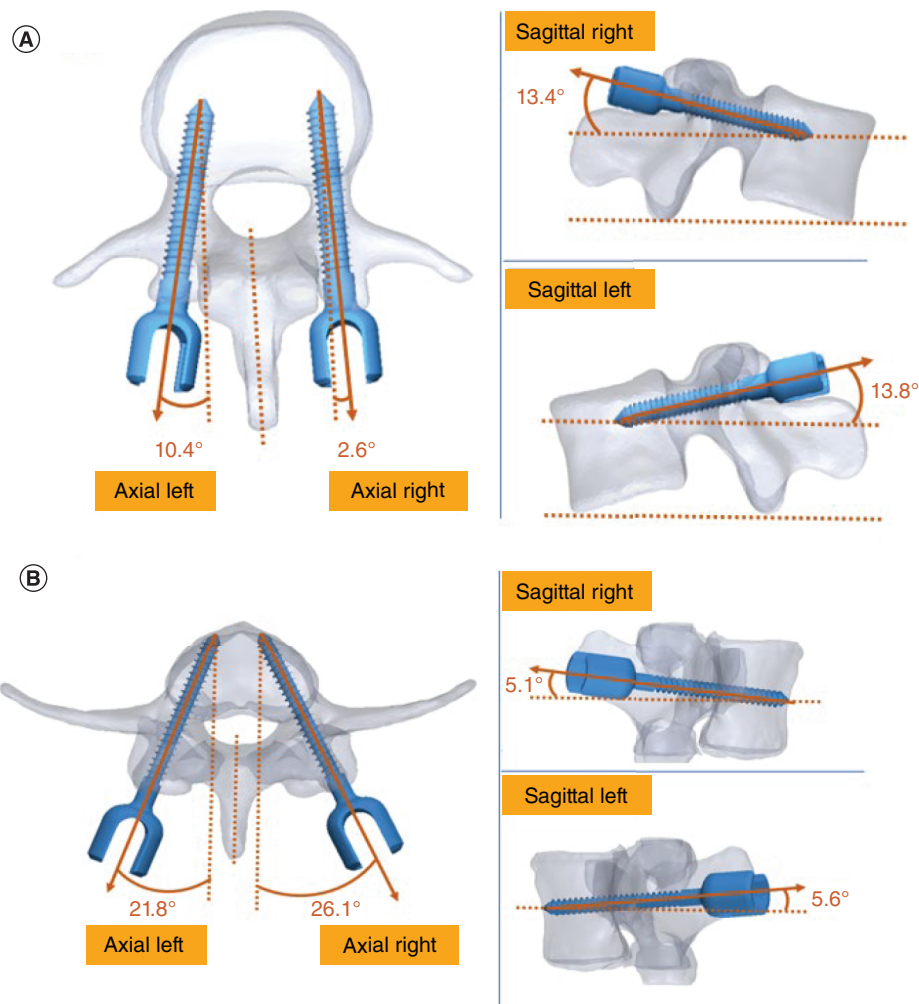 A
Sagittal right
13.4°
10.4°
2.6°
Axial left
Axial right
Sagittal left
13.8°
B
Sagittal right
5.1°
21.8°
26.1°
Axial left
Axial right
Sagittal left
5.6°